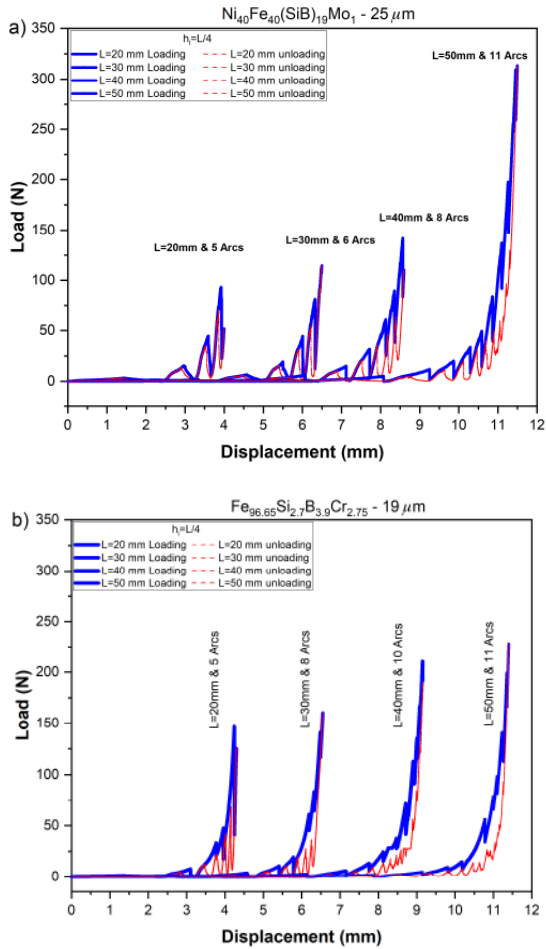 a)
Ni₄₀Fe₄₀(SiB)₁₉Mo₁ - 25 μm
hᵢ=L/4
L=20 mm Loading L=20 mm unloading
L=30 mm Loading L=30 mm unloading
L=40 mm Loading L=40 mm unloading
L=50 mm Loading L=50 mm unloading
L=50mm & 11 Arcs
L=40mm & 8 Arcs
L=20mm & 5 Arcs
L=30mm & 6 Arcs
Load (N)
350
300
250
200
150
100
50
0
0 1 2 3 4 5 6 7 8 9 10 11 12
Displacement (mm)
b)
Fe₉₆.₆₅Si₂.₇B₃.₉Cr₂.₇₅ - 19 μm
hᵢ=L/4
L=20 mm Loading L=20 mm unloading
L=30 mm Loading L=30 mm unloading
L=40 mm Loading L=40 mm unloading
L=50 mm Loading L=50 mm unloading
L=20mm & 5 Arcs
L=30mm & 8 Arcs
L=40mm & 10 Arcs
L=50mm & 11 Arcs
Load (N)
350
300
250
200
150
100
50
0
0 1 2 3 4 5 6 7 8 9 10 11 12
Displacement (mm)